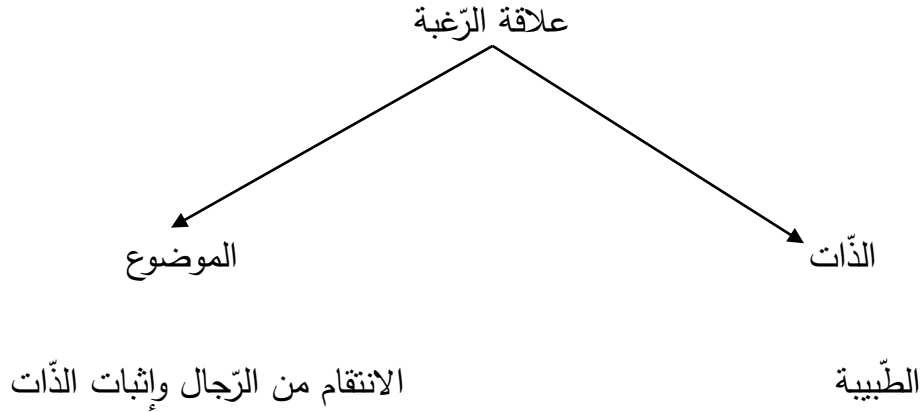 علاقة الرّغبة
الذّات الموضوع
الطّبيبة الانتقام من الرّجال وإثبات الذّات